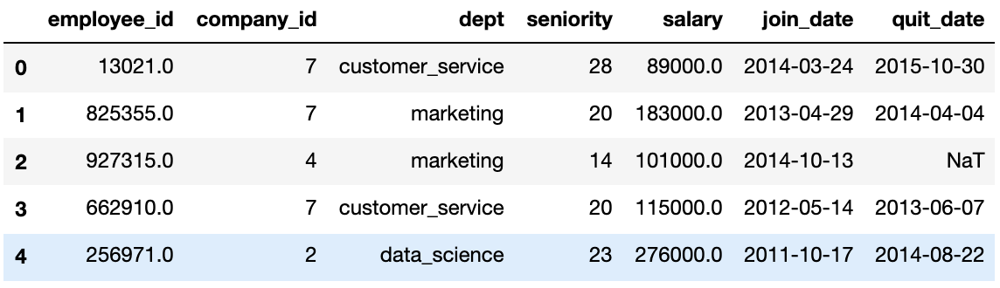 employee_id company_id dept seniority salary join_date quit_date
0 13021.0 7 customer_service 28 89000.0 2014-03-24 2015-10-30
1 825355.0 7 marketing 20 183000.0 2013-04-29 2014-04-04
2 927315.0 4 marketing 14 101000.0 2014-10-13 NaT
3 662910.0 7 customer_service 20 115000.0 2012-05-14 2013-06-07
4 256971.0 2 data_science 23 276000.0 2011-10-17 2014-08-22